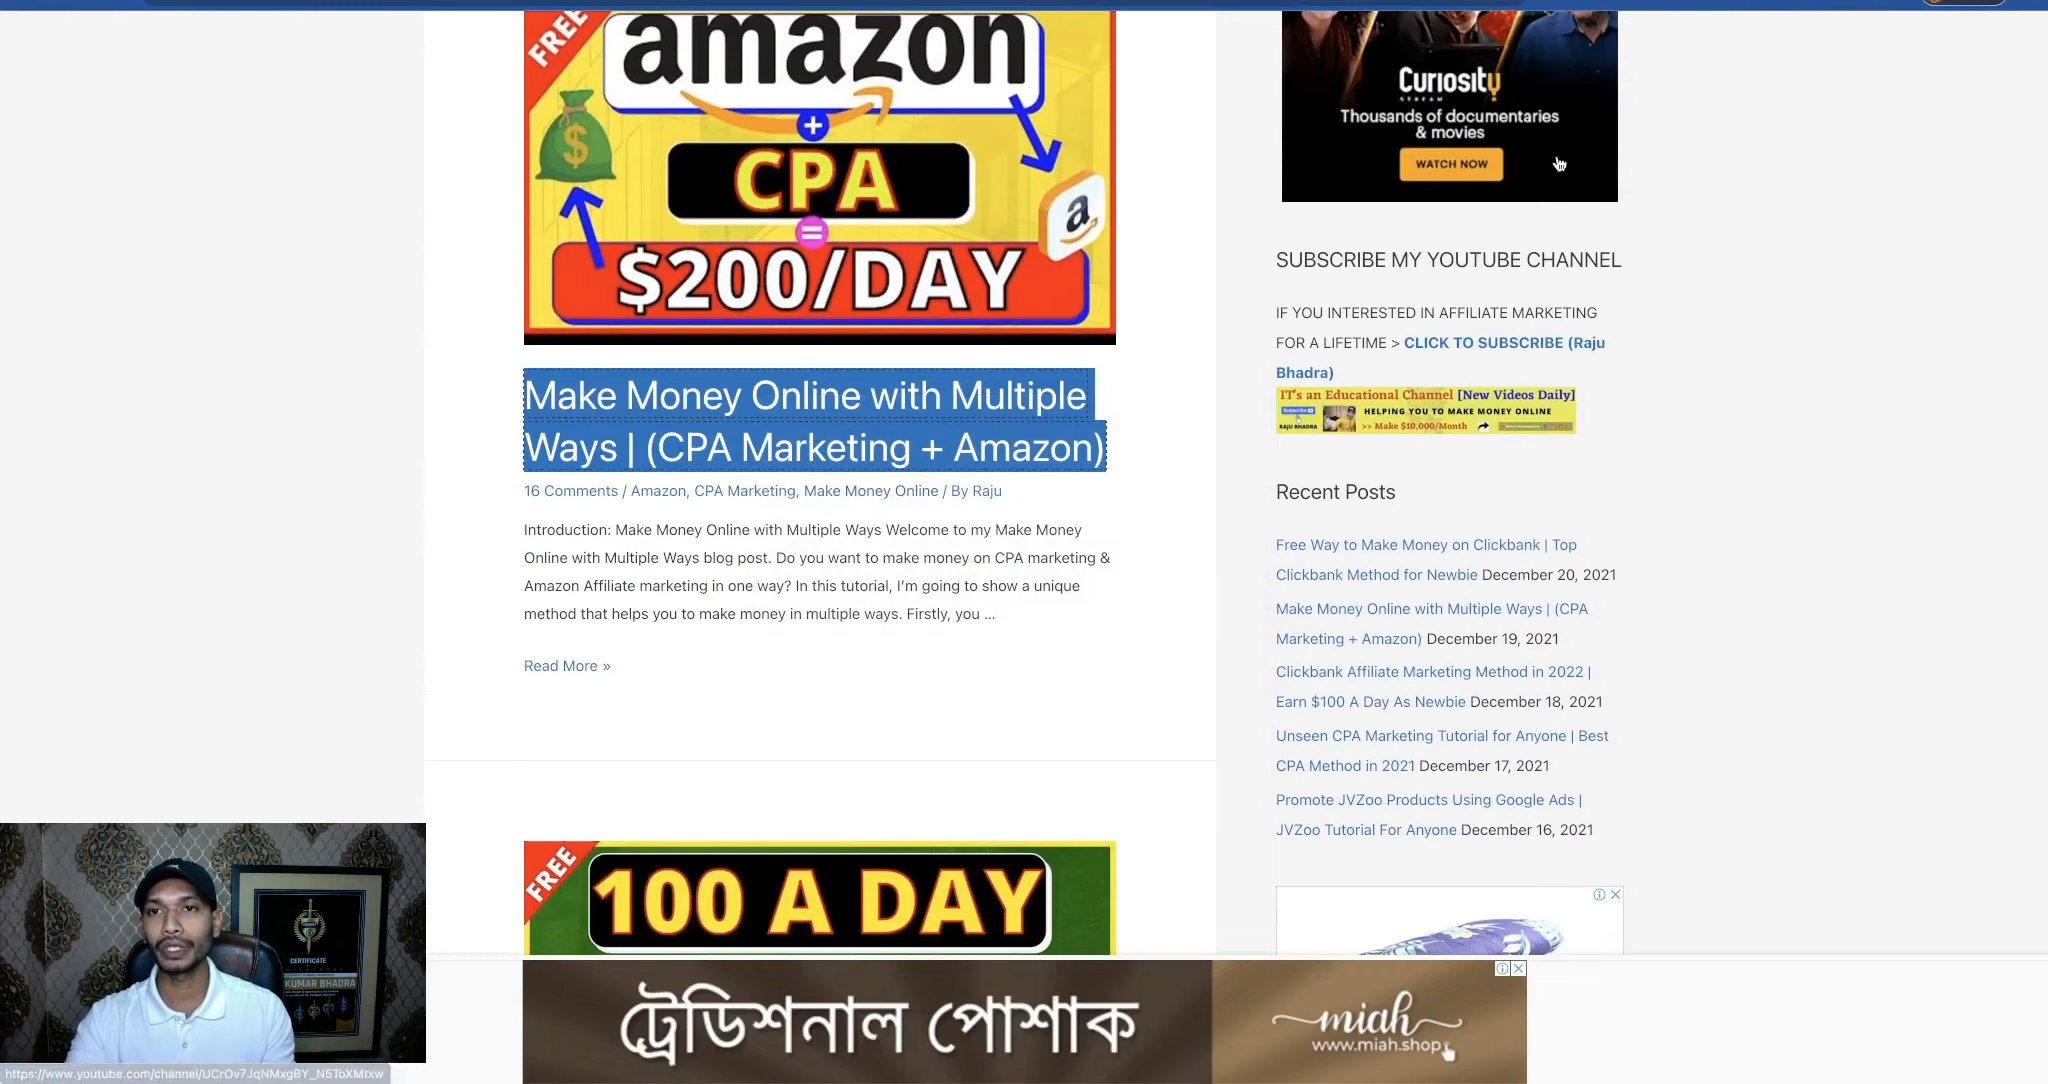 FREE
amazon
+
CPA
=
a
$
$200/DAY
Make Money Online with Multiple
Ways | (CPA Marketing + Amazon)
16 Comments / Amazon, CPA Marketing, Make Money Online / By Raju
Introduction: Make Money Online with Multiple Ways Welcome to my Make Money
Online with Multiple Ways blog post. Do you want to make money on CPA marketing &
Amazon Affiliate marketing in one way? In this tutorial, I'm going to show a unique
method that helps you to make money in multiple ways. Firstly, you ...
Read More »
FREE
100 A DAY
Curiosity
STREAM
Thousands of documentaries
& movies
WATCH NOW
SUBSCRIBE MY YOUTUBE CHANNEL
IF YOU INTERESTED IN AFFILIATE MARKETING
FOR A LIFETIME > CLICK TO SUBSCRIBE (Raju
Bhadra)
IT's an Educational Channel [New Videos Daily]
HELPING YOU TO MAKE MONEY ONLINE
RAJU BHADRA
>> Make $10,000/Month
Recent Posts
Free Way to Make Money on Clickbank | Top
Clickbank Method for Newbie December 20, 2021
Make Money Online with Multiple Ways | (CPA
Marketing + Amazon) December 19, 2021
Clickbank Affiliate Marketing Method in 2022 |
Earn $100 A Day As Newbie December 18, 2021
Unseen CPA Marketing Tutorial for Anyone | Best
CPA Method in 2021 December 17, 2021
Promote JVZoo Products Using Google Ads |
JVZoo Tutorial For Anyone December 16, 2021
CERTIFICATE
KUMAR BHADRA
ট্রেডিশনাল পোশাক
miah
www.miah.shop
https://www.youtube.com/channel/UCrOv7JqNMxgBY_N5ToXMtxw